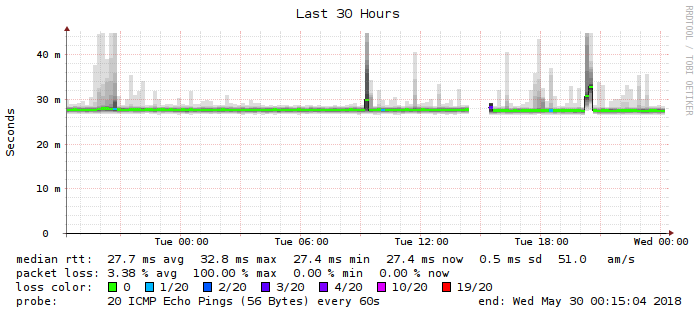 Last 30 Hours
RRDTOOL / TOBI OETIKER
Seconds
40 m
30 m
20 m
10 m
0
Tue 00:00 Tue 06:00 Tue 12:00 Tue 18:00 Wed 00:00
median rtt: 27.7 ms avg 32.8 ms max 27.4 ms min 27.4 ms now 0.5 ms sd 51.0 am/s
packet loss: 3.38 % avg 100.00 % max 0.00 % min 0.00 % now
loss color: 0 1/20 2/20 3/20 4/20 10/20 19/20
probe: 20 ICMP Echo Pings (56 Bytes) every 60s end: Wed May 30 00:15:04 2018